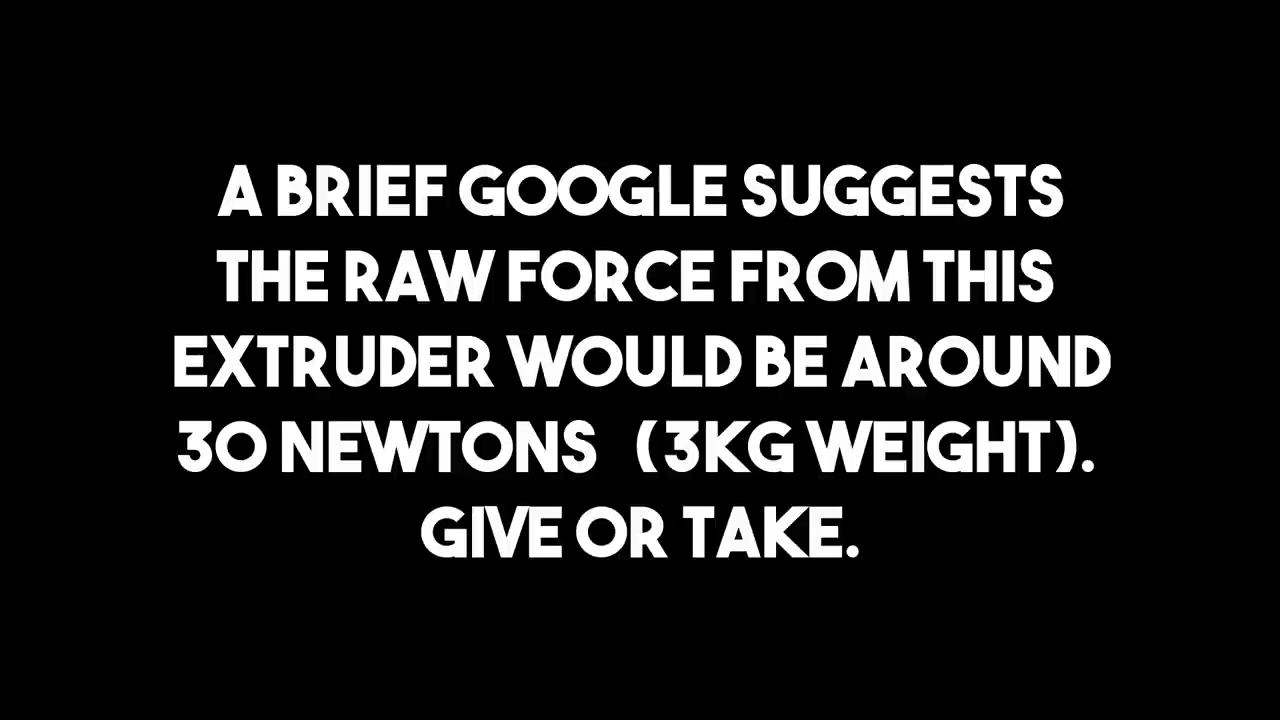 A BRIEF GOOGLE SUGGESTS
THE RAW FORCE FROM THIS
EXTRUDER WOULD BE AROUND
30 NEWTONS (3KG WEIGHT).
GIVE OR TAKE.